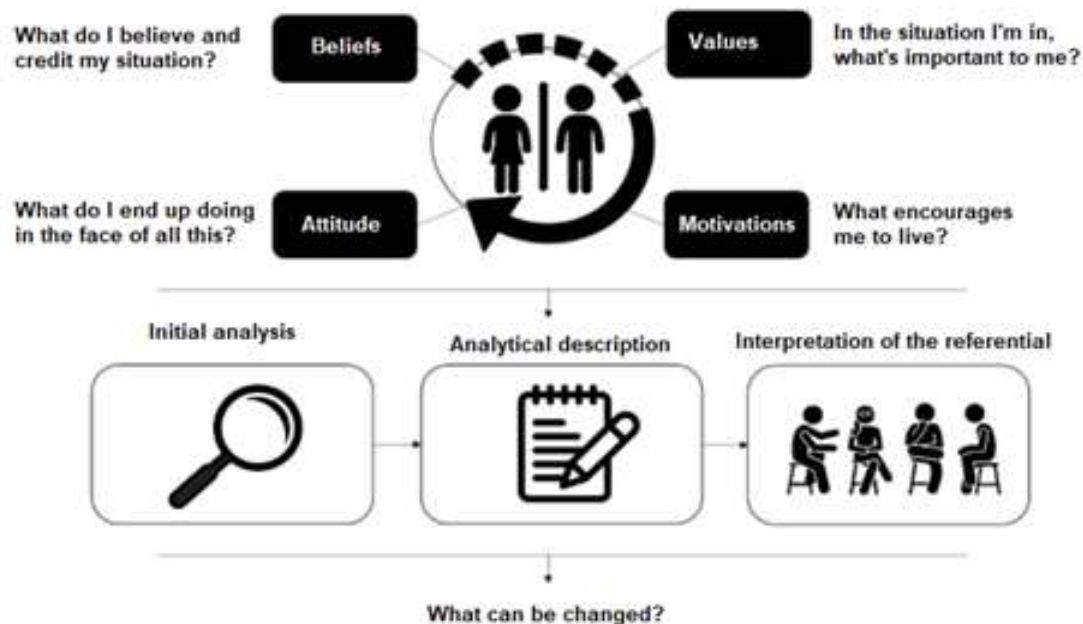 What do I believe and
credit my situation?
Beliefs
Values
In the situation I'm in,
what's important to me?
What do I end up doing
in the face of all this?
Attitude
Motivations
What encourages
me to live?
Initial analysis
Analytical description
Interpretation of the referential
What can be changed?